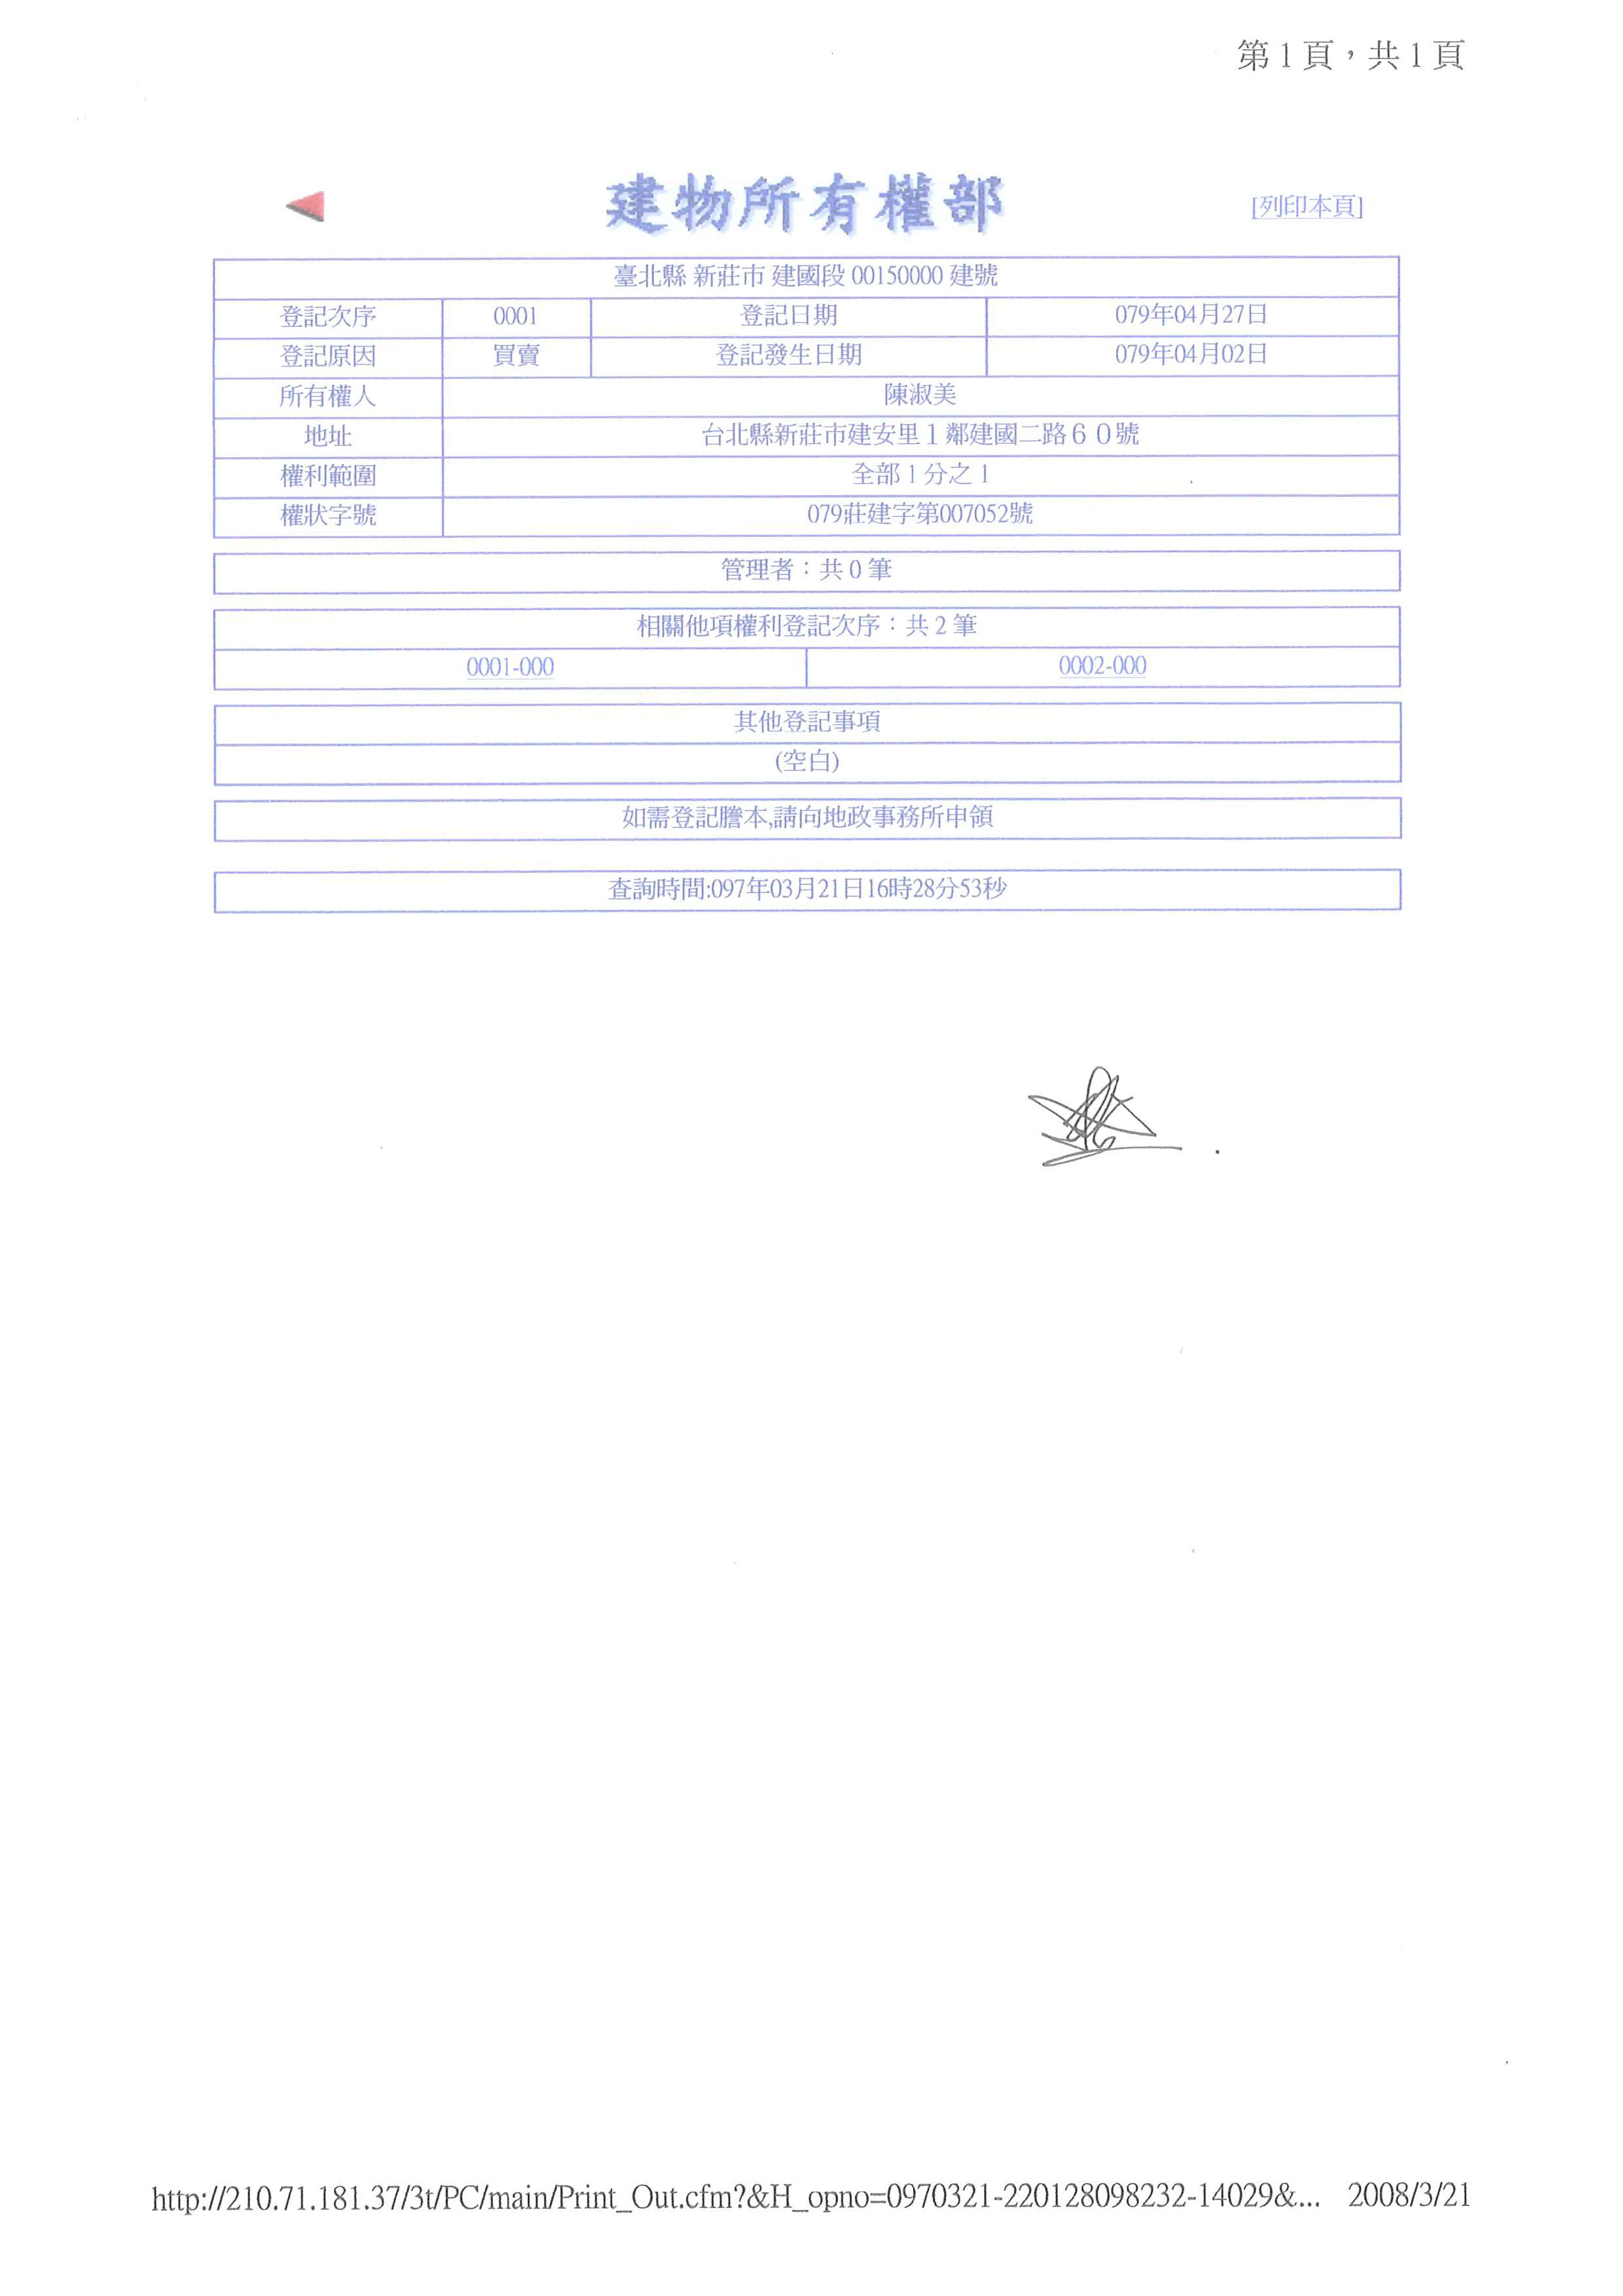 第1頁，共1頁
建物所有權部
[列印本頁]
臺北縣 新莊市 建國段 00150000 建號
登記次序 0001 登記日期 079年04月27日
登記原因 買賣 登記發生日期 079年04月02日
所有權人 陳淑美
地址 台北縣新莊市建安里１鄰建國二路６０號
權利範圍 全部 1 分之 1
權狀字號 079莊建字第007052號
管理者：共 0 筆
相關他項權利登記次序：共 2 筆
0001-000 0002-000
其他登記事項
(空白)
如需登記謄本,請向地政事務所申領
查詢時間:097年03月21日16時28分53秒
http://210.71.181.37/3t/PC/main/Print_Out.cfm?&H_opno=0970321-220128098232-14029&... 2008/3/21